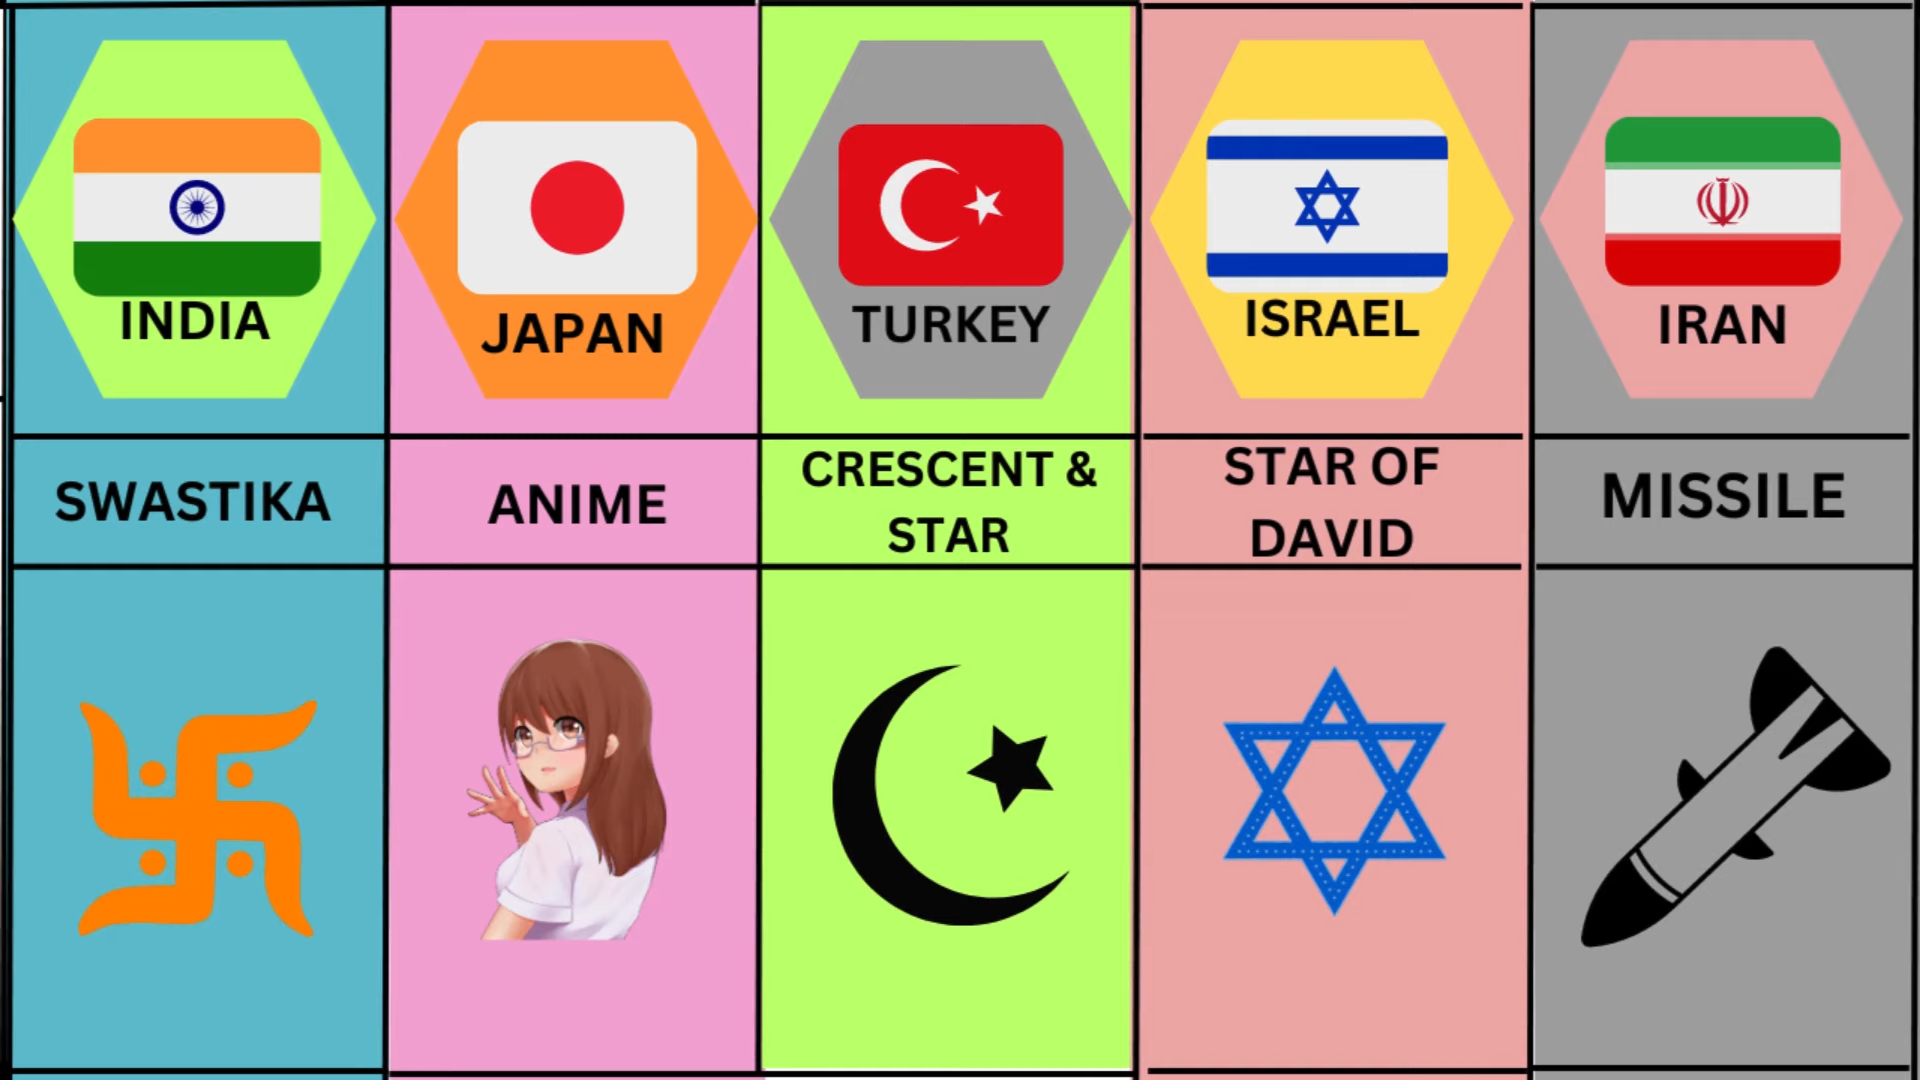 INDIA
JAPAN
TURKEY
ISRAEL
IRAN
SWASTIKA
ANIME
CRESCENT &
STAR
STAR OF
DAVID
MISSILE